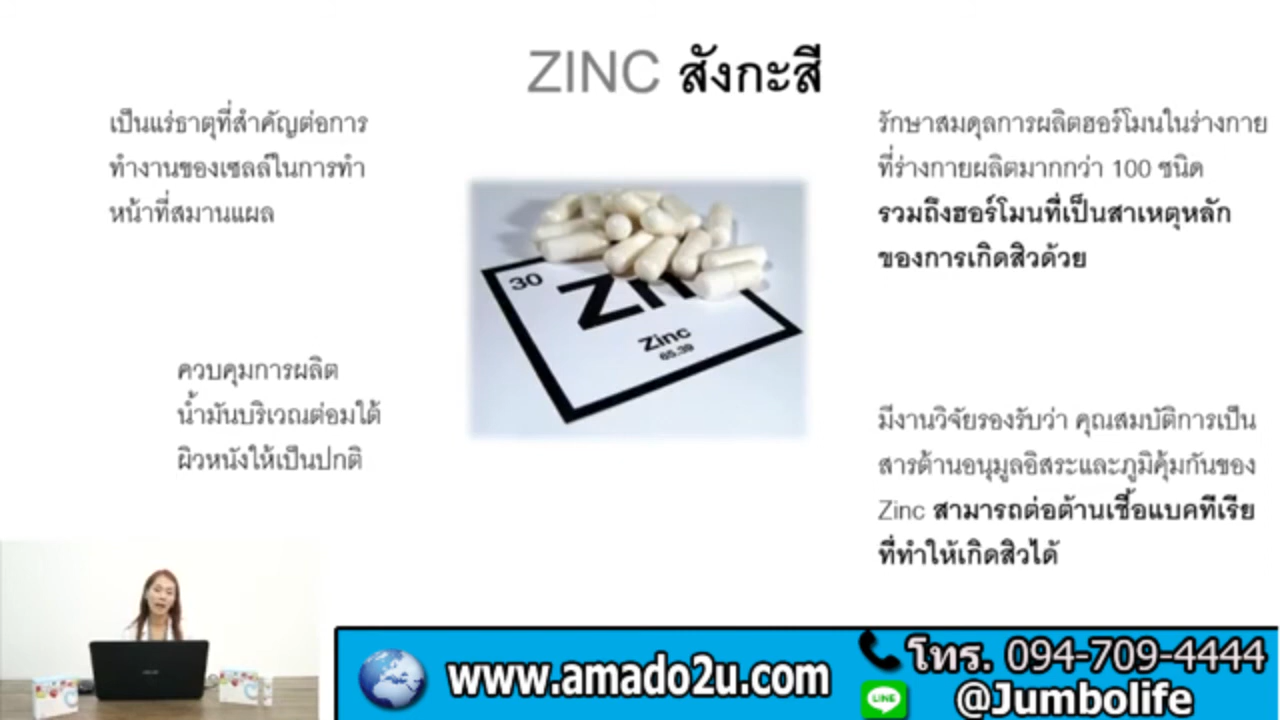 ZINC สังกะสี
เป็นแร่ธาตุที่สำคัญต่อการ
ทำงานของเซลล์ในการทำ
หน้าที่สมานแผล
ควบคุมการผลิต
น้ำมันบริเวณต่อมใต้
ผิวหนังให้เป็นปกติ
30
Zn
Zinc
65.39
รักษาสมดุลการผลิตฮอร์โมนในร่างกาย
ที่ร่างกายผลิตมากกว่า 100 ชนิด
รวมถึงฮอร์โมนที่เป็นสาเหตุหลัก
ของการเกิดสิวด้วย
มีงานวิจัยรองรับว่า คุณสมบัติการเป็น
สารต้านอนุมูลอิสระและภูมิคุ้มกันของ
Zinc สามารถต่อต้านเชื้อแบคทีเรีย
ที่ทำให้เกิดสิวได้
www.amado2u.com
โทร. 094-709-4444
LINE
@Jumbolife